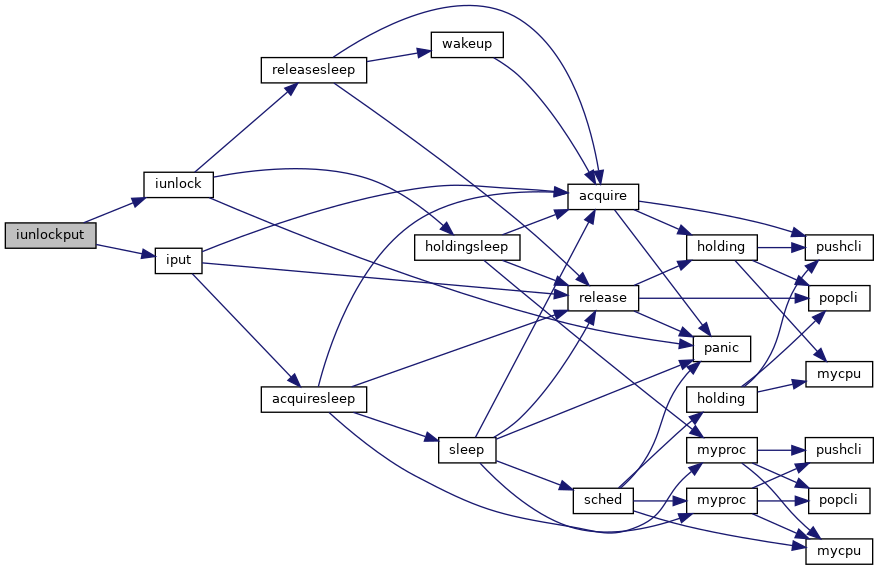 iunlockput
iunlock
iput
releasesleep
acquiresleep
wakeup
holdingsleep
sleep
acquire
release
sched
holding
panic
holding
myproc
myproc
pushcli
popcli
mycpu
pushcli
popcli
mycpu